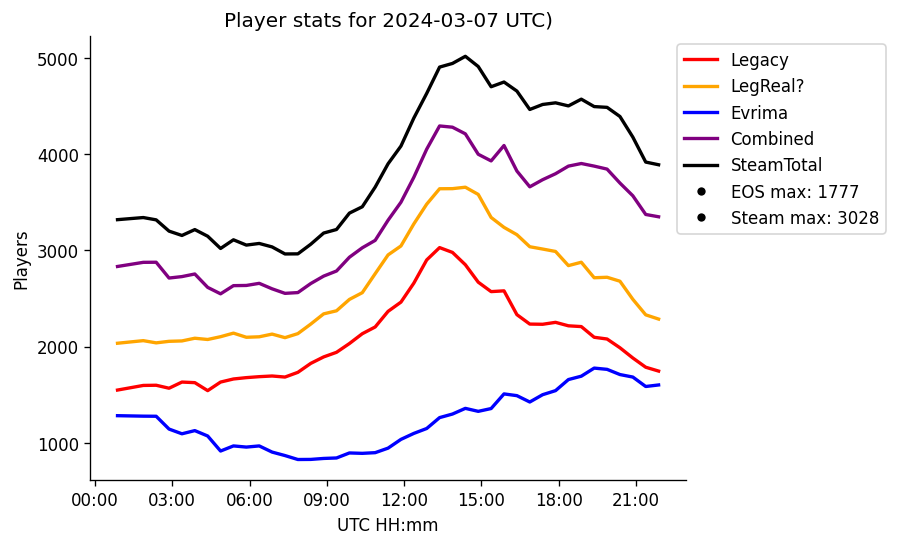 Player stats for 2024-03-07 UTC)
Legacy
LegReal?
Evrima
Combined
SteamTotal
EOS max: 1777
Steam max: 3028
Players
5000
4000
3000
2000
1000
00:00 03:00 06:00 09:00 12:00 15:00 18:00 21:00
UTC HH:mm